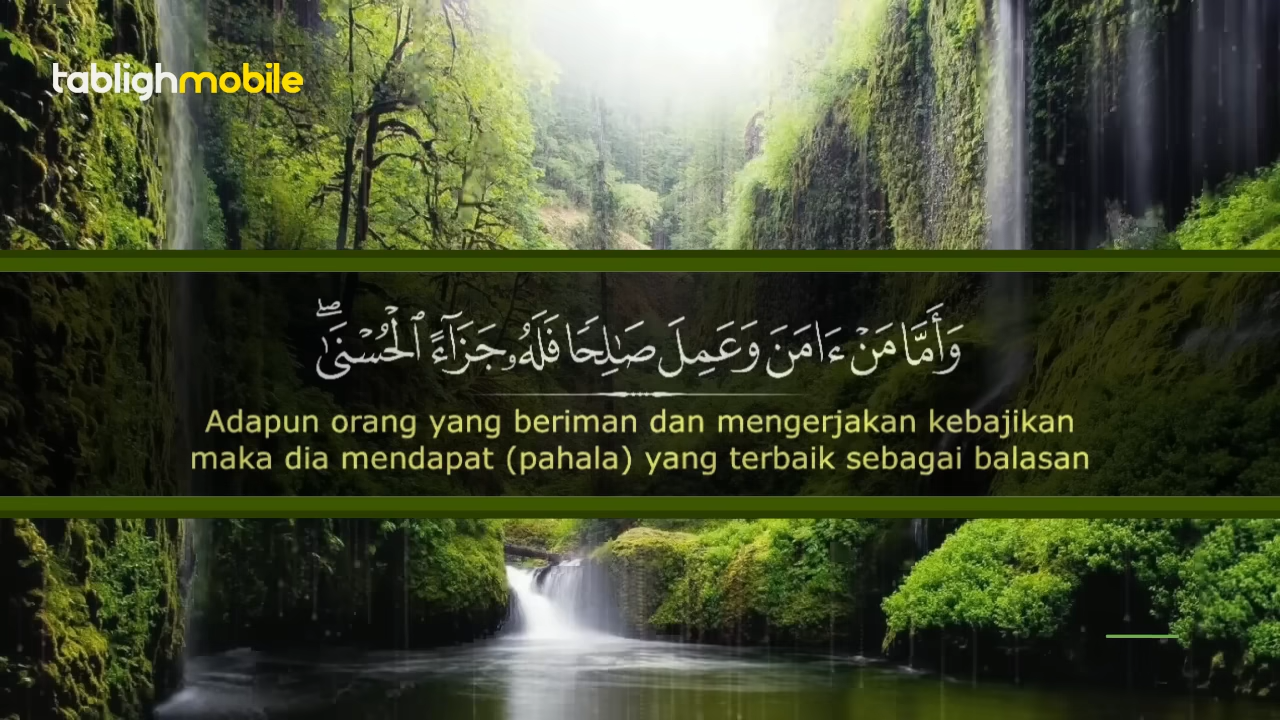 tablighmobile
وَأَمَّا مَنْ ءَامَنَ وَعَمِلَ صَـٰلِحًا فَلَهُۥ جَزَآءً ٱلْحُسْنَىٰ ۖ
Adapun orang yang beriman dan mengerjakan kebajikan
maka dia mendapat (pahala) yang terbaik sebagai balasan